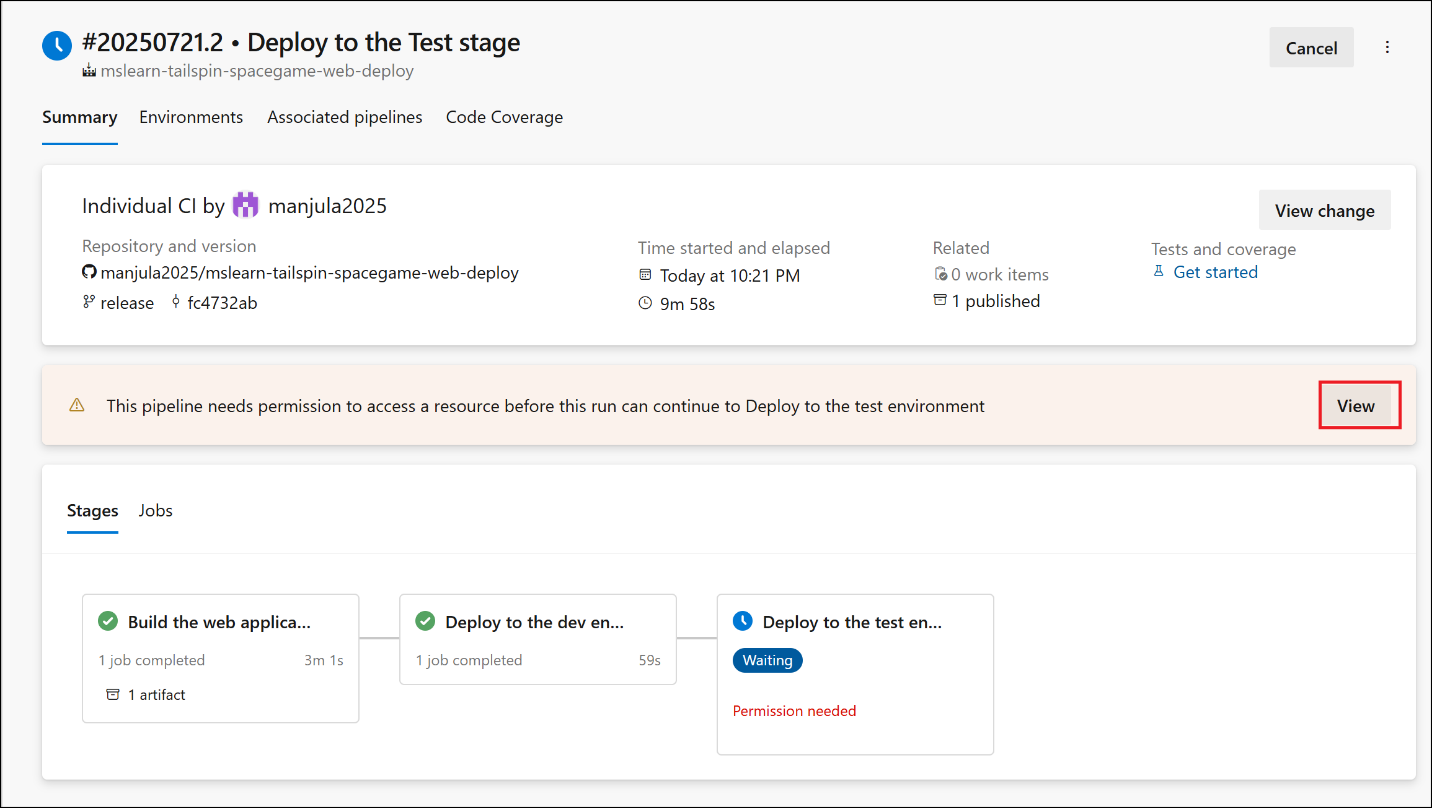 #20250721.2 • Deploy to the Test stage
mslearn-tailspin-spacegame-web-deploy
Cancel
Summary Environments Associated pipelines Code Coverage
Individual CI by manjula2025
View change
Repository and version
manjula2025/mslearn-tailspin-spacegame-web-deploy
release fc4732ab
Time started and elapsed
Today at 10:21 PM
9m 58s
Related
0 work items
1 published
Tests and coverage
Get started
This pipeline needs permission to access a resource before this run can continue to Deploy to the test environment
View
Stages Jobs
Build the web applica...
1 job completed 3m 1s
1 artifact
Deploy to the dev en...
1 job completed 59s
Deploy to the test en...
Waiting
Permission needed